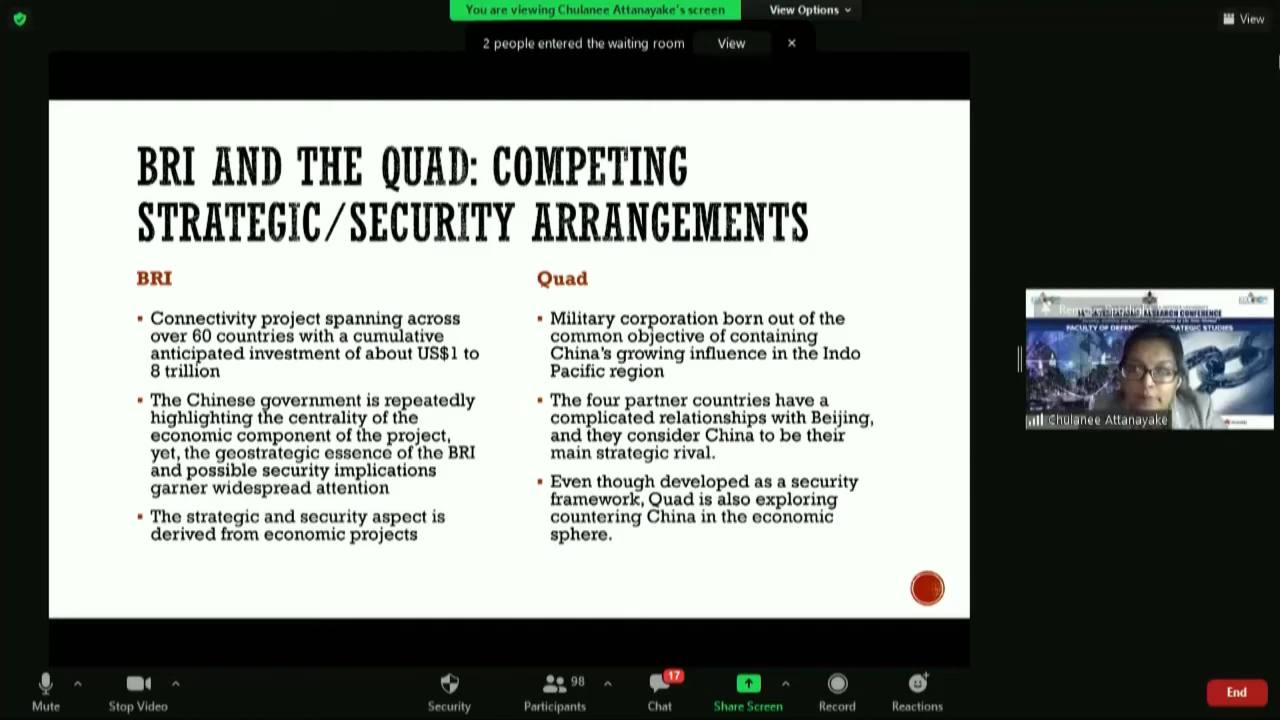 You are viewing Chulanee Attanayake's screen
View Options
View
2 people entered the waiting room
View
BRI AND THE QUAD: COMPETING
STRATEGIC/SECURITY ARRANGEMENTS
BRI
Connectivity project spanning across
over 60 countries with a cumulative
anticipated investment of about US$1 to
8 trillion
The Chinese government is repeatedly
highlighting the centrality of the
economic component of the project,
yet, the geostrategic essence of the BRI
and possible security implications
garner widespread attention
The strategic and security aspect is
derived from economic projects
Quad
Military corporation born out of the
common objective of containing
China's growing influence in the Indo
Pacific region
The four partner countries have a
complicated relationships with Beijing,
and they consider China to be their
main strategic rival.
Even though developed as a security
framework, Quad is also exploring
countering China in the economic
sphere.
RESEARCH CONFERENCE
FACULTY OF DEFENCE STRATEGIC STUDIES
Chulanee Attanayake
Mute
Stop Video
Security
98
Participants
17
Chat
Share Screen
Record
Reactions
End